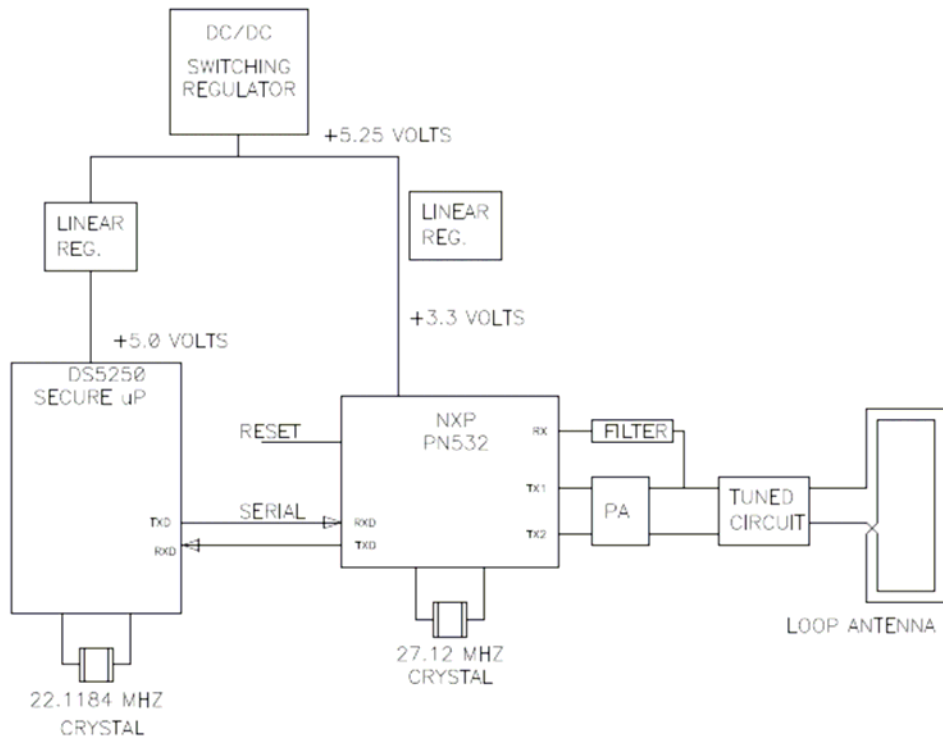 DC/DC
SWITCHING
REGULATOR
+5.25 VOLTS
LINEAR
REG.
LINEAR
REG.
+5.0 VOLTS
+3.3 VOLTS
DS5250
SECURE uP
TXD
RXD
RESET
SERIAL
NXP
PN532
RXD
TXD
RX
TX1
TX2
FILTER
PA
TUNED
CIRCUIT
LOOP ANTENNA
22.1184 MHZ
CRYSTAL
27.12 MHZ
CRYSTAL